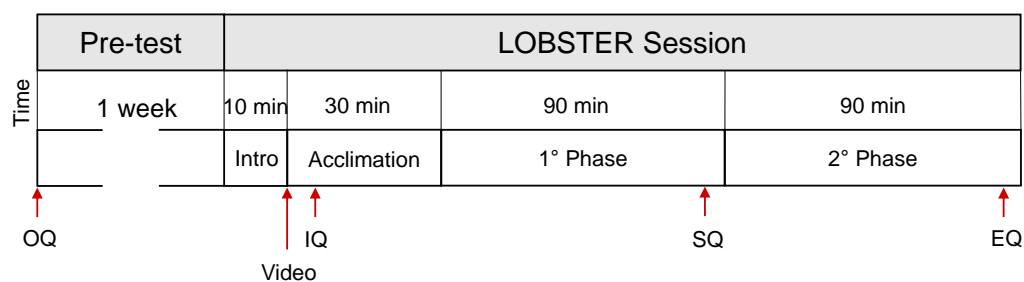 Pre-test LOBSTER Session
Time 1 week 10 min 30 min 90 min 90 min
Intro Acclimation 1° Phase 2° Phase
OQ IQ SQ EQ
Video